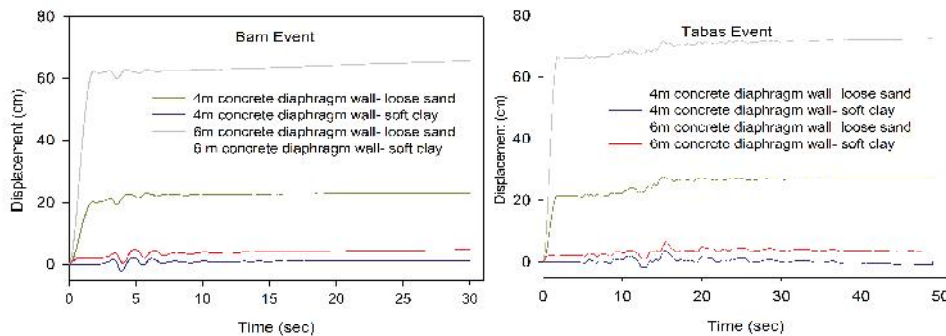 80
60
40
20
0
Displacement (cm)
Bam Event
4m concrete diaphragm wall- loose sand
4m concrete diaphragm wall- soft clay
6m concrete diaphragm wall- loose sand
6 m concrete diaphragm wall- soft clay
0 5 10 15 20 25 30
Time (sec)
80
60
40
20
0
Displacement (cm)
Tabas Event
4m concrete diaphragm wall loose sand
4m concrete diaphragm wall- soft clay
6m concrete diaphragm wall loose sand
6m concrete diaphragm wall- soft clay
0 10 20 30 40 50
Time (sec)